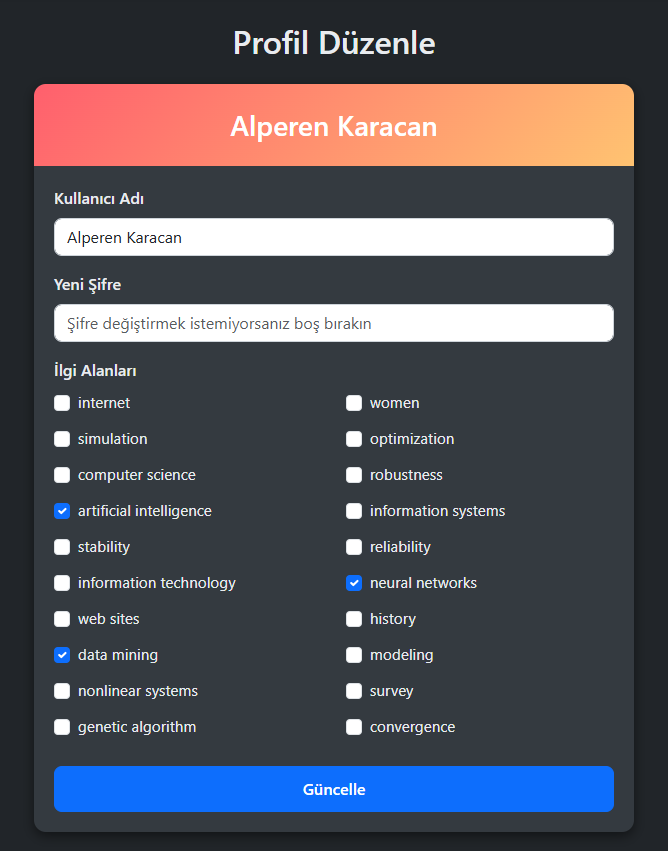 Profil Düzenle
Alperen Karacan
Kullanıcı Adı
Alperen Karacan
Yeni Şifre
Şifre değiştirmek istemiyorsanız boş bırakın
İlgi Alanları
internet women
simulation optimization
computer science robustness
artificial intelligence information systems
stability reliability
information technology neural networks
web sites history
data mining modeling
nonlinear systems survey
genetic algorithm convergence
Güncelle